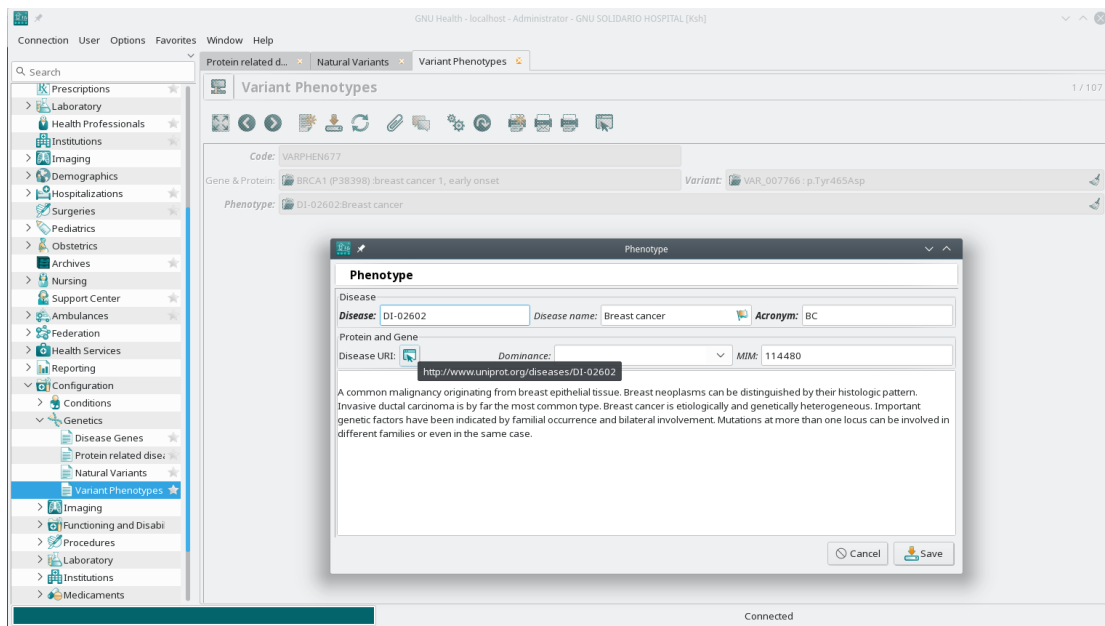 GNU Health - localhost - Administrator - GNU SOLIDARIO HOSPITAL [Ksh]
Connection User Options Favorites Window Help
Search
Prescriptions
Laboratory
Health Professionals
Institutions
Imaging
Demographics
Hospitalizations
Surgeries
Pediatrics
Obstetrics
Archives
Nursing
Support Center
Ambulances
Federation
Health Services
Reporting
Configuration
Conditions
Genetics
Disease Genes
Protein related disea
Natural Variants
Variant Phenotypes
Imaging
Functioning and Disabil
Procedures
Laboratory
Institutions
Medicaments
Protein related d... Natural Variants Variant Phenotypes
Variant Phenotypes 1 / 107
Code: VARPHEN677
Gene & Protein: BRCA1 (P38398) :breast cancer 1, early onset Variant: VAR_007766 : p.Tyr465Asp
Phenotype: DI-02602:Breast cancer
Phenotype
Phenotype
Disease
Disease: DI-02602 Disease name: Breast cancer Acronym: BC
Protein and Gene
Disease URI: Dominance: MIM: 114480
http://www.uniprot.org/diseases/DI-02602
A common malignancy originating from breast epithelial tissue. Breast neoplasms can be distinguished by their histologic pattern.
Invasive ductal carcinoma is by far the most common type. Breast cancer is etiologically and genetically heterogeneous. Important
genetic factors have been indicated by familial occurrence and bilateral involvement. Mutations at more than one locus can be involved in
different families or even in the same case.
Cancel Save
Connected